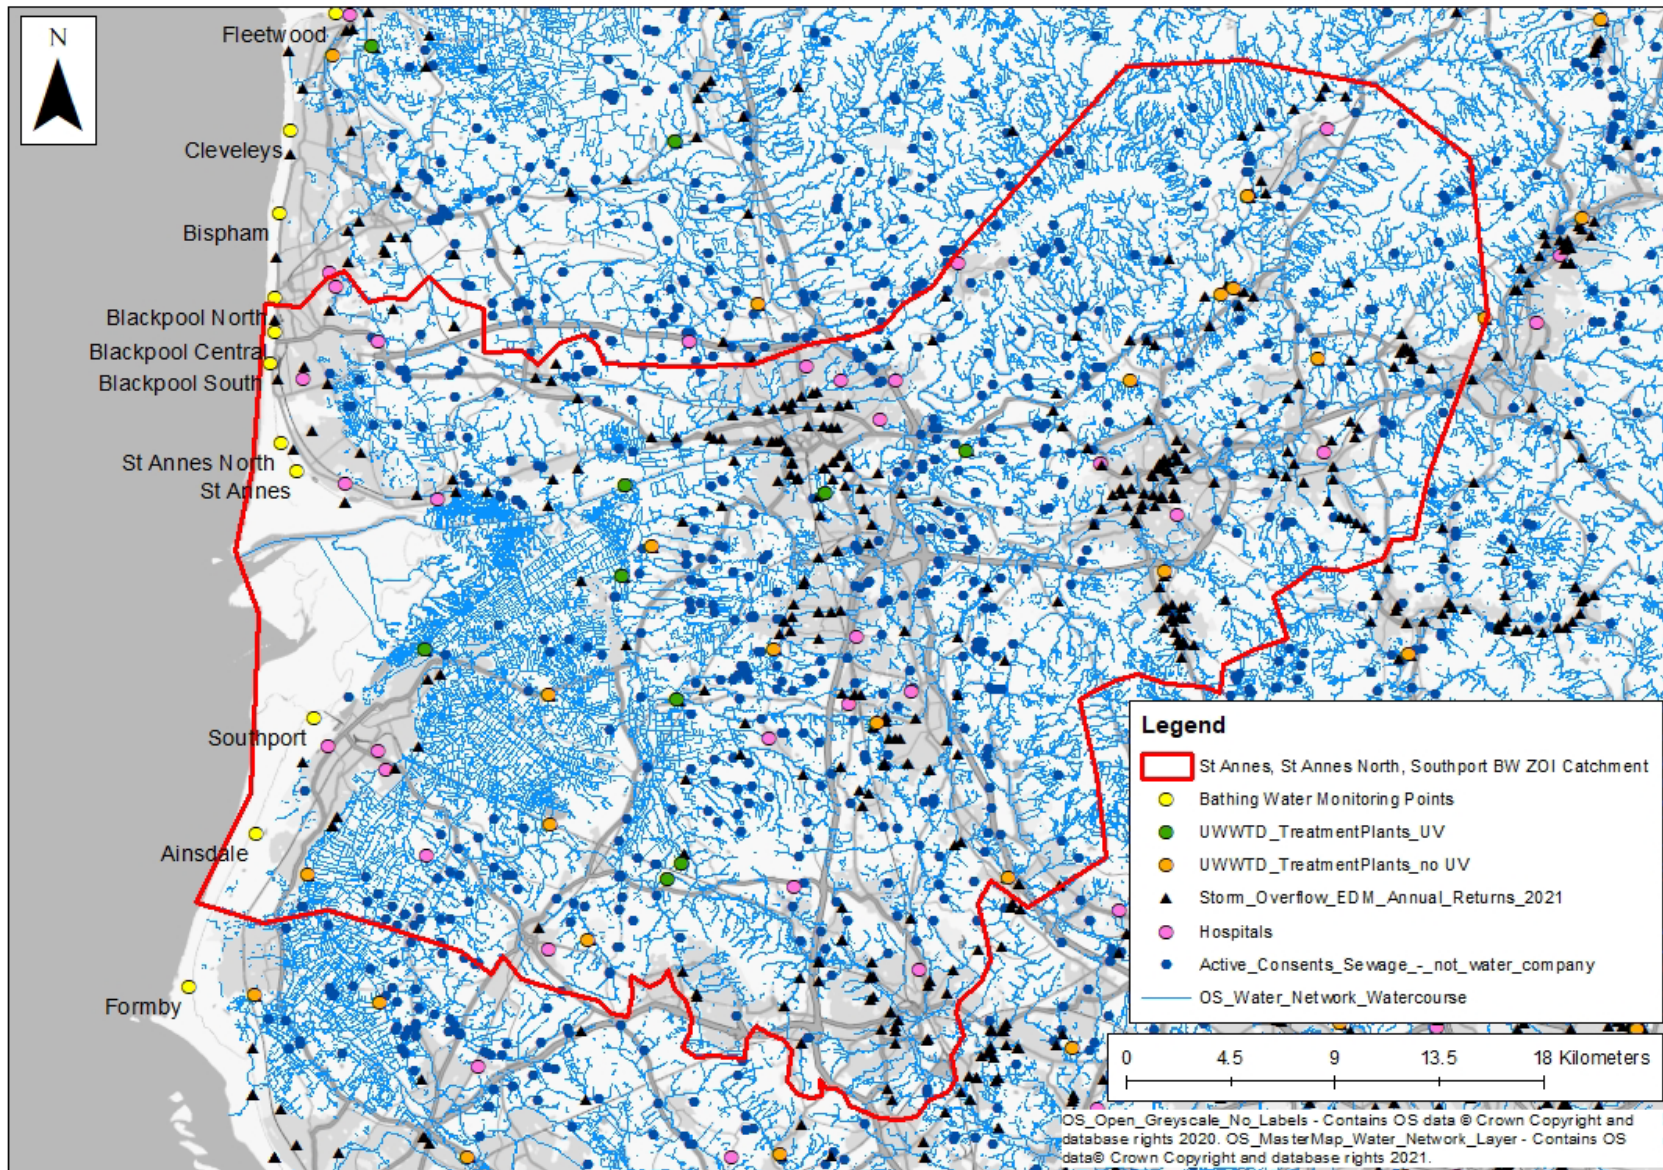 N
Fleetwood
Cleveleys
Bispham
Blackpool North
Blackpool Central
Blackpool South
St Annes North
St Annes
Southport
Ainsdale
Formby
Legend
St Annes, St Annes North, Southport BW ZOI Catchment
Bathing Water Monitoring Points
UWWTD_TreatmentPlants_UV
UWWTD_TreatmentPlants_no UV
Storm_Overflow_EDM_Annual_Returns_2021
Hospitals
Active_Consents_Sewage_-_not_water_company
OS_Water_Network_Watercourse
0 4.5 9 13.5 18 Kilometers
OS_Open_Greyscale_No_Labels - Contains OS data © Crown Copyright and
database rights 2020. OS_MasterMap_Water_Network_Layer - Contains OS
data© Crown Copyright and database rights 2021.